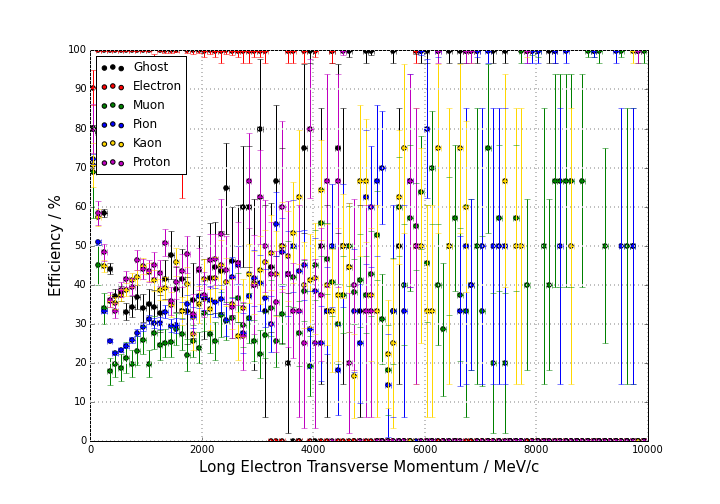 100
90
80
70
60
50
40
30
20
10
0
Efficiency / %
Ghost
Electron
Muon
Pion
Kaon
Proton
0 2000 4000 6000 8000 10000
Long Electron Transverse Momentum / MeV/c